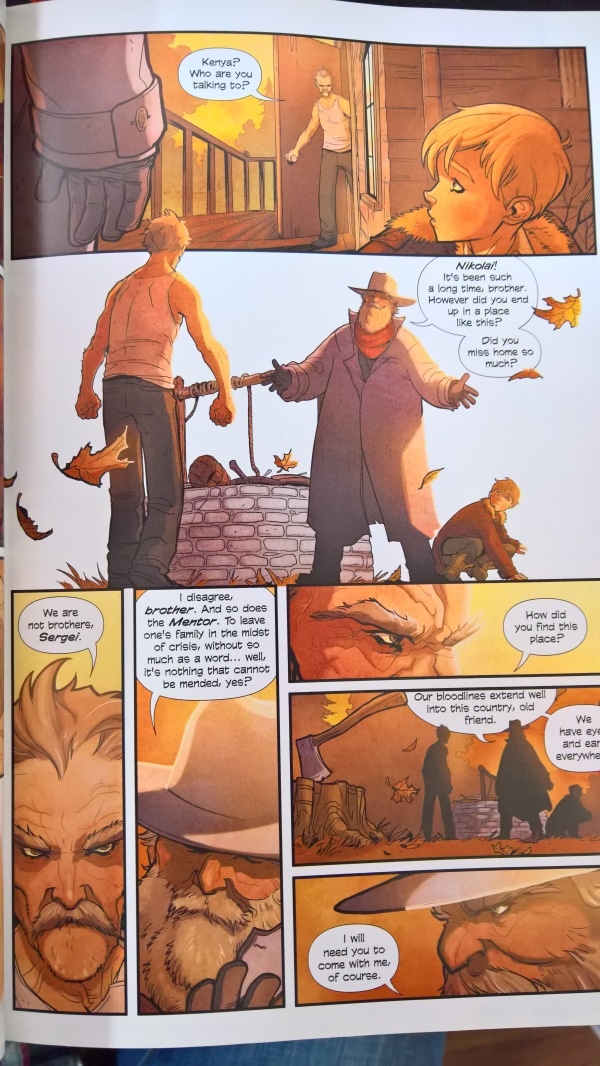 Kenya?
Who are you
talking to?
Nikolai!
It's been such
a long time, brother.
However did you end
up in a place
like this?
Did you
miss home so
much?
We are
not brothers,
Sergei.
I disagree,
brother. And so does
the Mentor. To leave
one's family in the midst
of crisis, without so
much as a word... well,
it's nothing that cannot
be mended, yes?
How did
you find this
place?
Our bloodlines extend well
into this country, old
friend.
We
have eye
and ear
everywhe
I will
need you to
come with me,
of course.